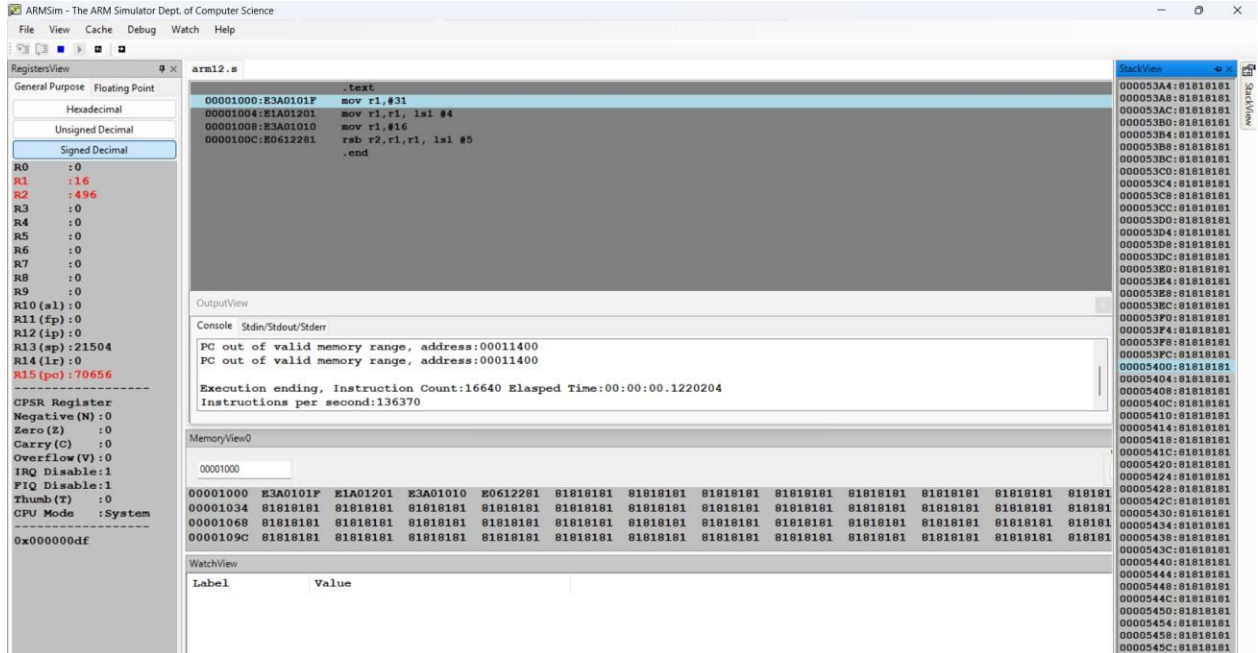 ARMSim - The ARM Simulator Dept. of Computer Science
File View Cache Debug Watch Help
RegistersView
General Purpose Floating Point
Hexadecimal
Unsigned Decimal
Signed Decimal
R0 :0
R1 :16
R2 :496
R3 :0
R4 :0
R5 :0
R6 :0
R7 :0
R8 :0
R9 :0
R10(sl):0
R11(fp):0
R12(ip):0
R13(sp):21504
R14(lr):0
R15(pc):70656
------------------
CPSR Register
Negative(N):0
Zero(Z) :0
Carry(C) :0
Overflow(V):0
IRQ Disable:1
FIQ Disable:1
Thumb(T) :0
CPU Mode :System
------------------
0x000000df
arm12.s
.text
00001000:E3A0101F mov r1,#31
00001004:E1A01201 mov r1,r1, lsl #4
00001008:E3A01010 mov r1,#16
0000100C:E0612281 rsb r2,r1,r1, lsl #5
.end
OutputView
Console Stdin/Stdout/Stderr
PC out of valid memory range, address:00011400
PC out of valid memory range, address:00011400
Execution ending, Instruction Count:16640 Elasped Time:00:00:00.1220204
Instructions per second:136370
MemoryView0
00001000
00001000 E3A0101F E1A01201 E3A01010 E0612281 81818181 81818181 81818181 81818181 81818181 81818181 81818181 818181
00001034 81818181 81818181 81818181 81818181 81818181 81818181 81818181 81818181 81818181 81818181 81818181 818181
00001068 81818181 81818181 81818181 81818181 81818181 81818181 81818181 81818181 81818181 81818181 81818181 818181
0000109C 81818181 81818181 81818181 81818181 81818181 81818181 81818181 81818181 81818181 81818181 81818181 818181
WatchView
Label Value
StackView
000053A4:81818181
000053A8:81818181
000053AC:81818181
000053B0:81818181
000053B4:81818181
000053B8:81818181
000053BC:81818181
000053C0:81818181
000053C4:81818181
000053C8:81818181
000053CC:81818181
000053D0:81818181
000053D4:81818181
000053D8:81818181
000053DC:81818181
000053E0:81818181
000053E4:81818181
000053E8:81818181
000053EC:81818181
000053F0:81818181
000053F4:81818181
000053F8:81818181
000053FC:81818181
00005400:81818181
00005404:81818181
00005408:81818181
0000540C:81818181
00005410:81818181
00005414:81818181
00005418:81818181
0000541C:81818181
00005420:81818181
00005424:81818181
00005428:81818181
0000542C:81818181
00005430:81818181
00005434:81818181
00005438:81818181
0000543C:81818181
00005440:81818181
00005444:81818181
00005448:81818181
0000544C:81818181
00005450:81818181
00005454:81818181
00005458:81818181
0000545C:81818181
StackView